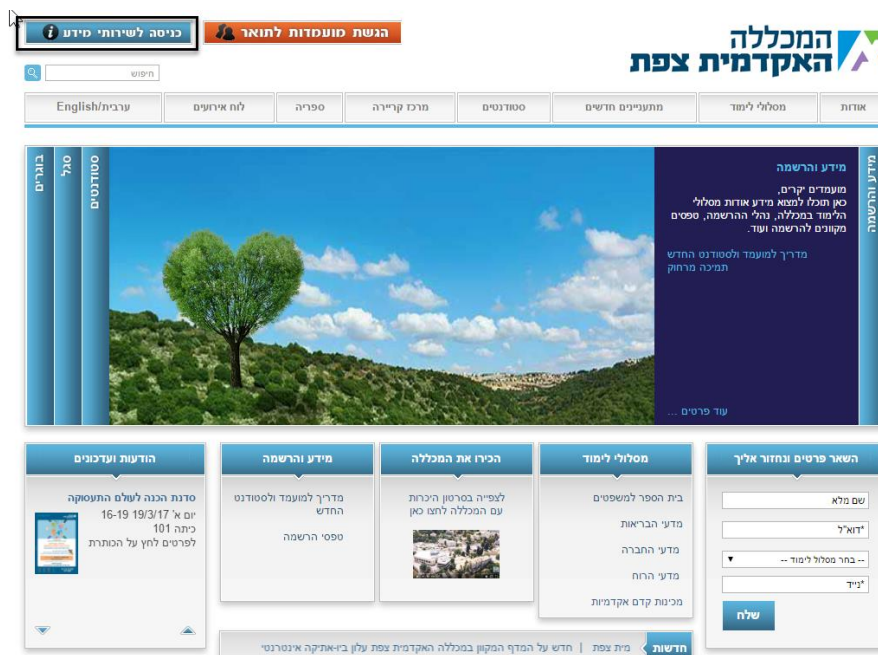 כניסה לשירותי מידע
הגשת מועמדות לתואר
המכללה
האקדמית צפת
חיפוש
אודות
מסלולי לימוד
מתעניינים חדשים
סטודנטים
מרכז קריירה
ספריה
לוח אירועים
ערבית/English
מידע והרשמה
מידע והרשמה
מועמדים יקרים,
כאן תוכלו למצוא מידע אודות מסלולי
הלימוד במכללה, נהלי ההרשמה, טפסים
מקוונים להרשמה ועוד.
מדריך למועמד ולסטודנט החדש
תמיכה מרחוק
עוד פרטים ...
סטודנטים
סגל
בוגרים
השאר פרטים ונחזור אליך
שם מלא
*דוא"ל
-- בחר מסלול לימוד --
*נייד
שלח
מסלולי לימוד
בית הספר למשפטים
מדעי הבריאות
מדעי החברה
מדעי הרוח
מכינות קדם אקדמיות
הכירו את המכללה
לצפייה בסרטון היכרות
עם המכללה לחצו כאן
מידע והרשמה
מדריך למועמד ולסטודנט
החדש
טפסי הרשמה
הודעות ועדכונים
סדנת הכנה לעולם התעסוקה
יום א' 19/3/17 16-19
כיתה 101
לפרטים לחץ על הכותרת
חדשות
מית צפת | חדש על המדף המקוון במכללה האקדמית צפת עלון ביו-אתיקה אינטרנטי